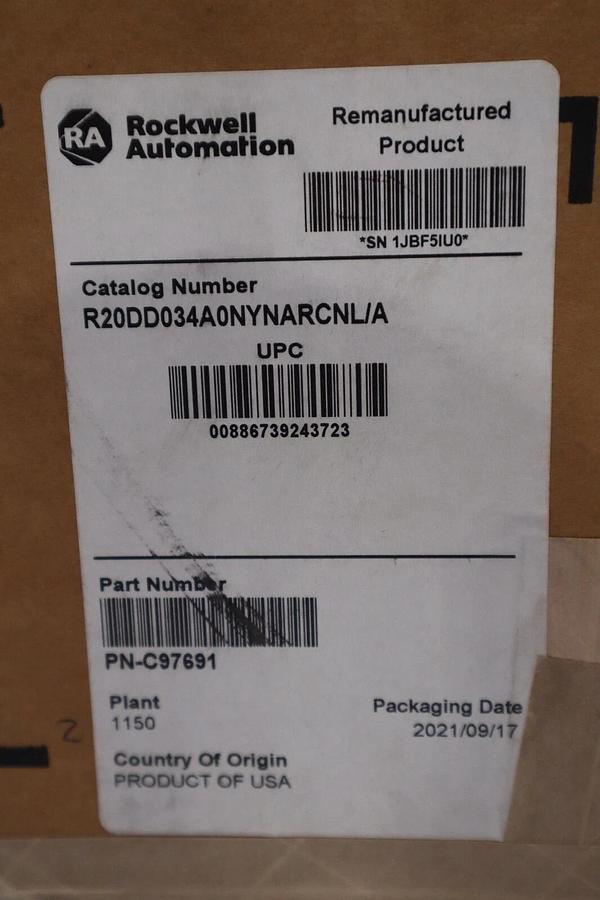 RA
Rockwell
Automation
Remanufactured
Product
*SN 1JBF5IU0*
Catalog Number
R20DD034A0NYNARCNL/A
UPC
00886739243723
Part Number
PN-C97691
Plant
1150
Packaging Date
2021/09/17
Country Of Origin
PRODUCT OF USA
2